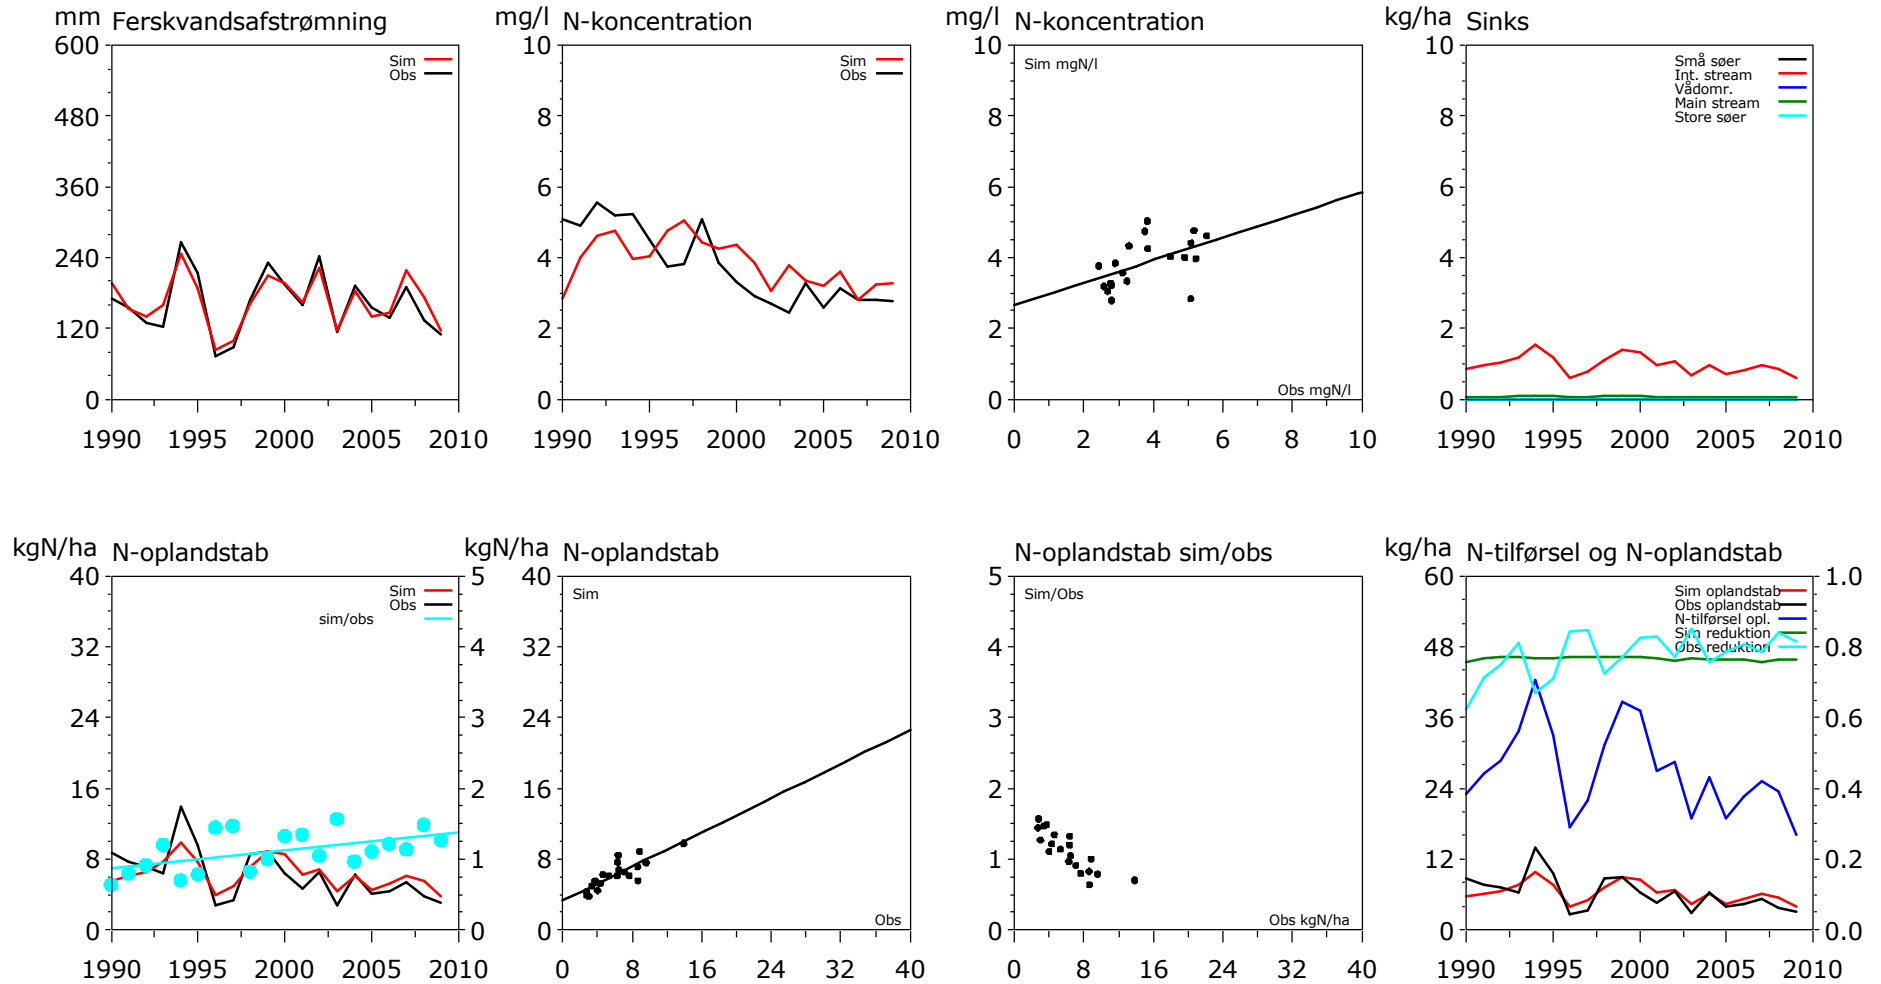 mm Ferskvandsafstrømning
600
480
360
240
120
0
1990 1995 2000 2005 2010
Sim
Obs
mg/l N-koncentration
10
8
6
4
2
0
1990 1995 2000 2005 2010
Sim
Obs
mg/l N-koncentration
10
8
6
4
2
0
0 2 4 6 8 10
Sim mgN/l
Obs mgN/l
kg/ha Sinks
10
8
6
4
2
0
1990 1995 2000 2005 2010
Små søer
Int. stream
Vådomr.
Main stream
Store søer
kgN/ha N-oplandstab
40
32
24
16
8
0
1990 1995 2000 2005 2010
Sim
Obs
sim/obs
5
4
3
2
1
0
kgN/ha N-oplandstab
40
32
24
16
8
0
0 8 16 24 32 40
Sim
Obs
N-oplandstab sim/obs
5
4
3
2
1
0
0 8 16 24 32 40
Sim/Obs
Obs kgN/ha
kg/ha N-tilførsel og N-oplandstab
60
48
36
24
12
0
1990 1995 2000 2005 2010
Sim oplandstab
Obs oplandstab
N-tilførsel opl.
Sim reduktion
Obs reduktion
1.0
0.8
0.6
0.4
0.2
0.0